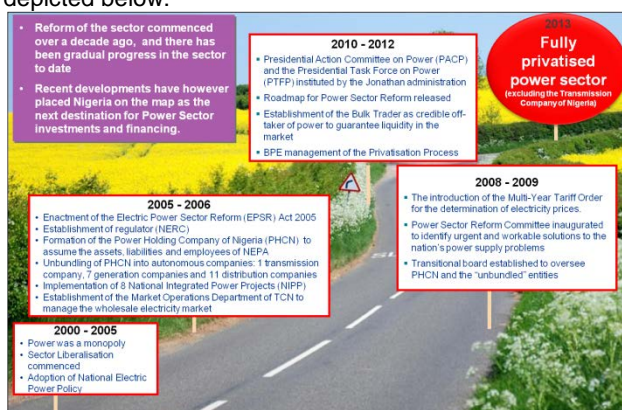 depicted below:
• Reform of the sector commenced
over a decade ago, and there has
been gradual progress in the sector
to date
• Recent developments have however
placed Nigeria on the map as the
next destination for Power Sector
investments and financing.
2010 - 2012
• Presidential Action Committee on Power (PACP)
and the Presidential Task Force on Power
(PTFP) instituted by the Jonathan administration
• Roadmap for Power Sector Reform released
• Establishment of the Bulk Trader as credible off-
taker of power to guarantee liquidity in the
market
• BPE management of the Privatisation Process
2013
Fully
privatised
power sector
(excluding the Transmission
Company of Nigeria)
2005 - 2006
• Enactment of the Electric Power Sector Reform (EPSR) Act 2005
• Establishment of regulator (NERC)
• Formation of the Power Holding Company of Nigeria (PHCN) to
assume the assets, liabilities and employees of NEPA
• Unbundling of PHCN into autonomous companies: 1 transmission
company, 7 generation companies and 11 distribution companies
• Implementation of 8 National Integrated Power Projects (NIPP)
• Establishment of the Market Operations Department of TCN to
manage the wholesale electricity market
2008 - 2009
• The introduction of the Multi-Year Tariff Order
for the determination of electricity prices.
• Power Sector Reform Committee inaugurated
to identify urgent and workable solutions to the
nation's power supply problems
• Transitional board established to oversee
PHCN and the "unbundled" entities
2000 - 2005
• Power was a monopoly
• Sector Liberalisation
commenced
• Adoption of National Electric
Power Policy